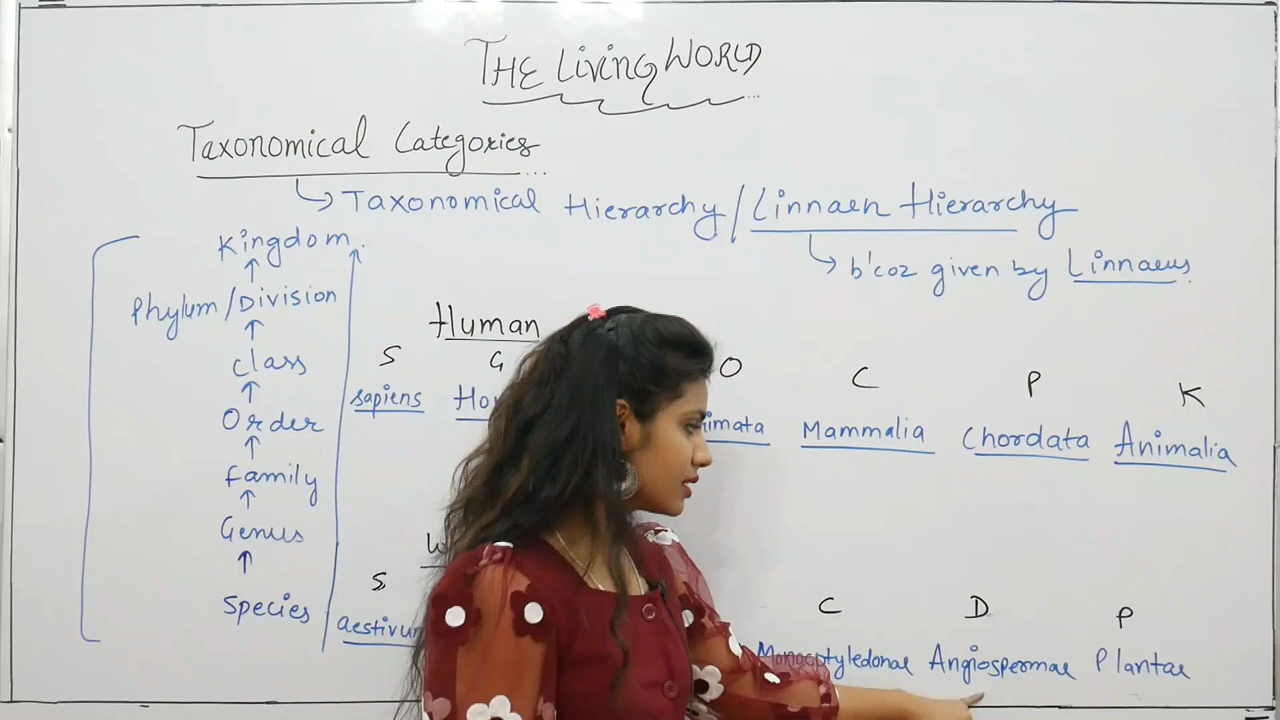 THE LiviNG WORLD
Taxonomical Categories
Taxonomical Hierarchy / Linnaen Hierarchy
b'coz given by Linnaeus.
Kingdom
Phylum / Division
class
Order
family
Genus
Species
Human
S G O C P K
sapiens Mammalia Chordata Animalia
S C D P
Angiospermae Plantae